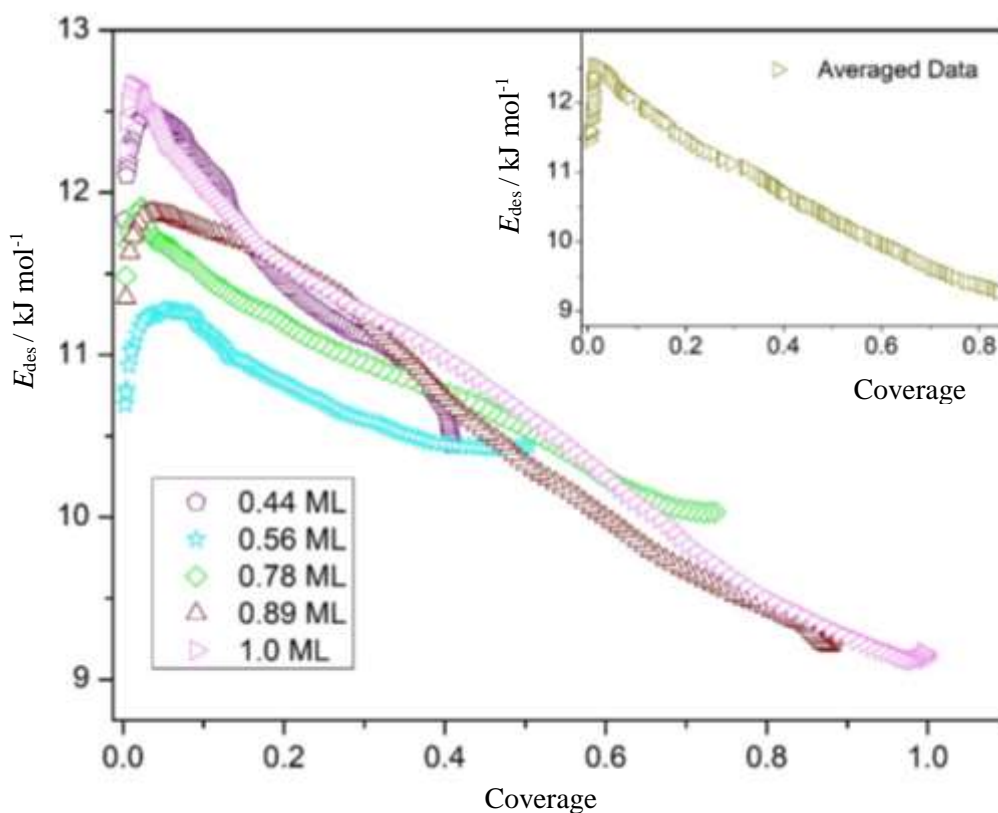 13
12
11
10
9
E_des / kJ mol⁻¹
0.0 0.2 0.4 0.6 0.8 1.0
Coverage
0.44 ML
0.56 ML
0.78 ML
0.89 ML
1.0 ML
Averaged Data
12
11
10
9
E_des / kJ mol⁻¹
0.0 0.2 0.4 0.6 0.8
Coverage